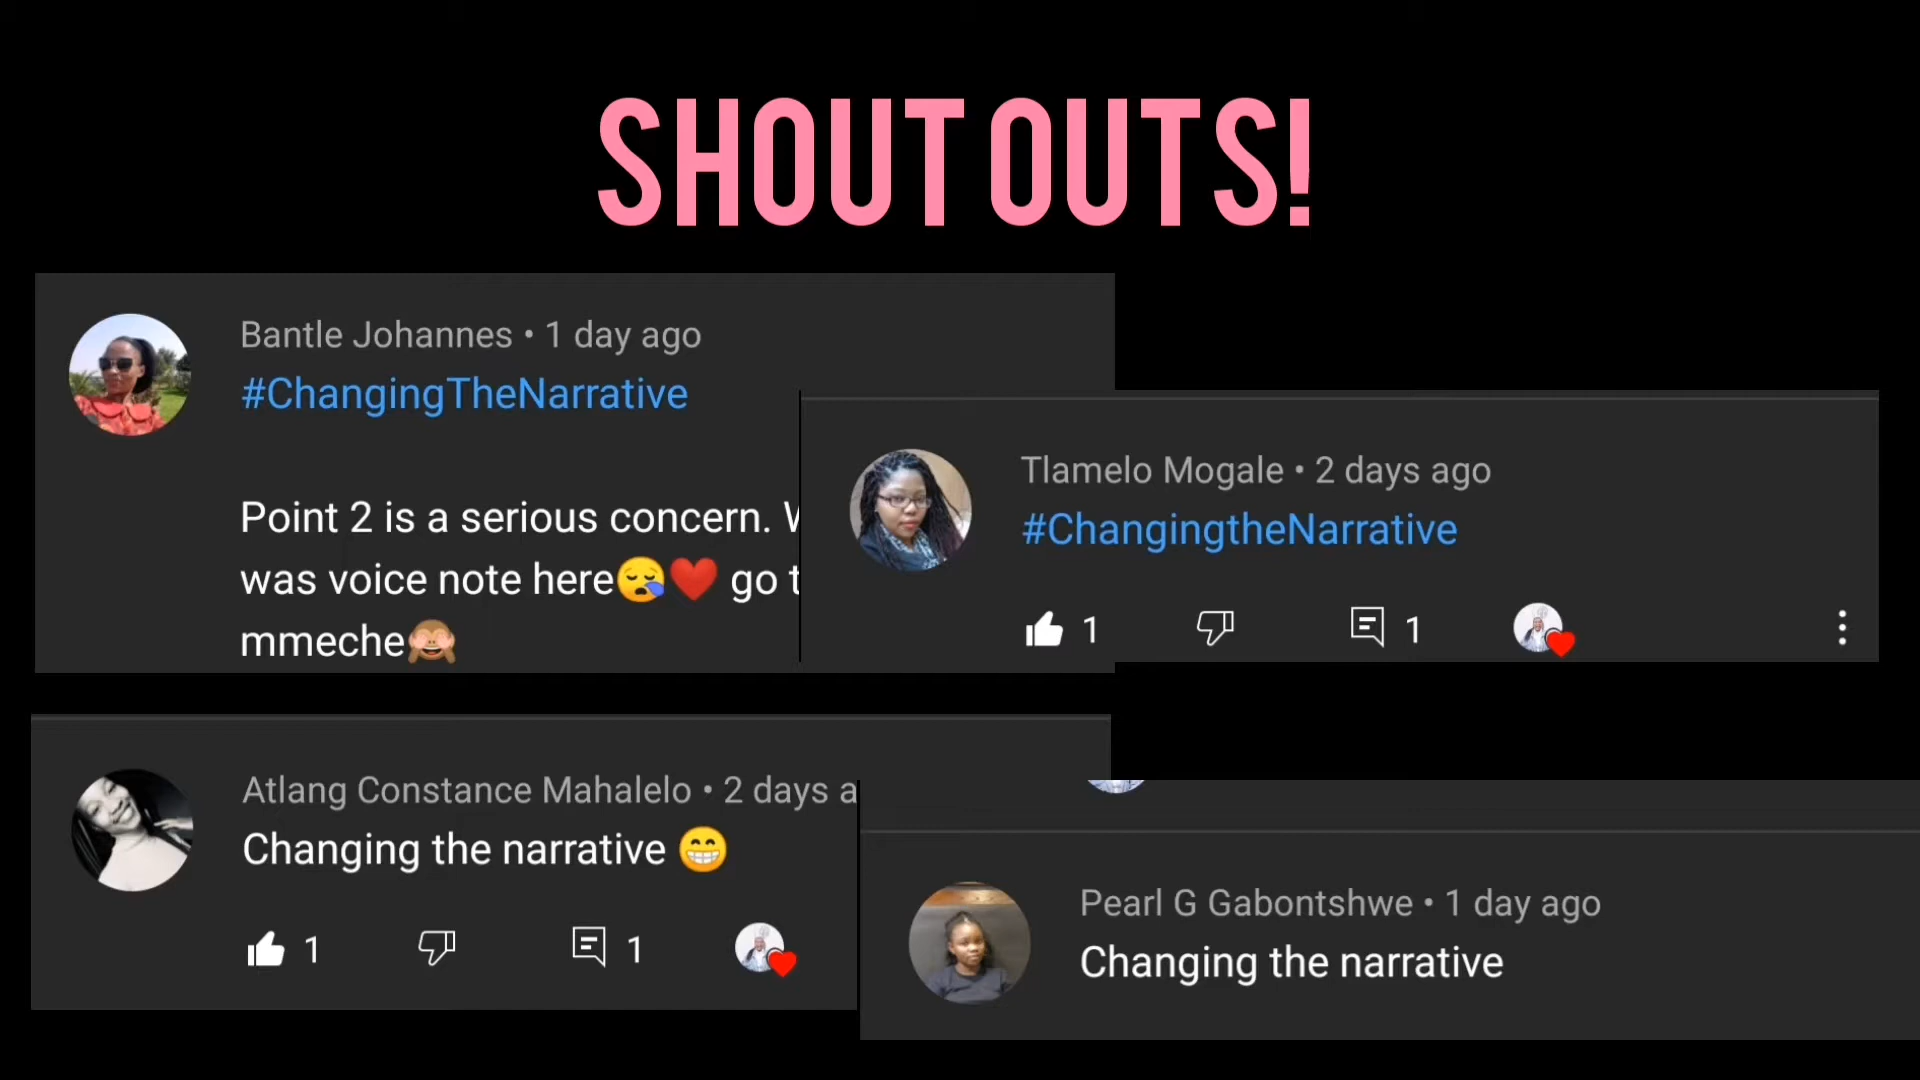 SHOUT OUTS!
Bantle Johannes • 1 day ago
#ChangingTheNarrative
Point 2 is a serious concern.
was voice note here😪❤️ go
mmeche🙈
Tlamelo Mogale • 2 days ago
#ChangingtheNarrative
1 1
Atlang Constance Mahalelo • 2 days
Changing the narrative 😁
1 1
Pearl G Gabontshwe • 1 day ago
Changing the narrative